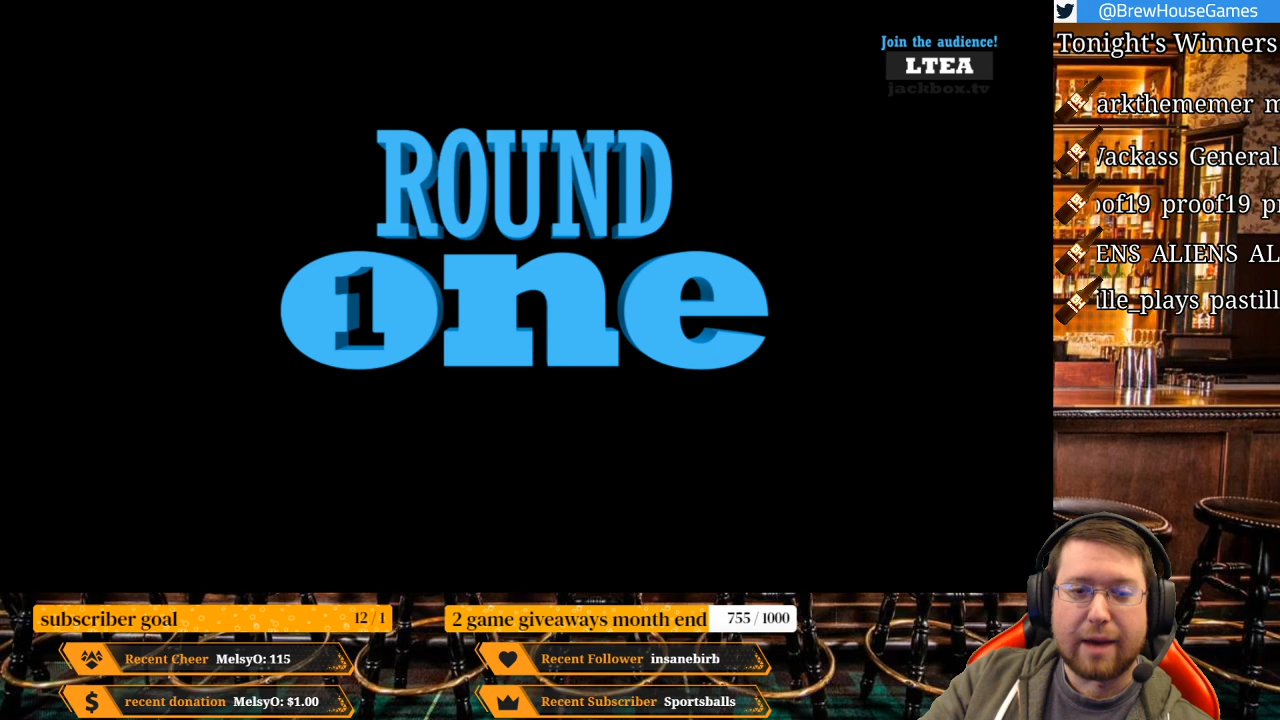 @BrewHouseGames
Join the audience!
LTEA
jackbox.tv
Tonight's Winners
arkthememer m
Wackass General
oof19 proof19 pr
ENS ALIENS AL
ille_plays pastill
ROUND
One
1
subscriber goal 12 / 1
2 game giveaways month end 755 / 1000
Recent Cheer MelsyO: 115
Recent Follower insanebirb
recent donation MelsyO: $1.00
Recent Subscriber Sportsballs